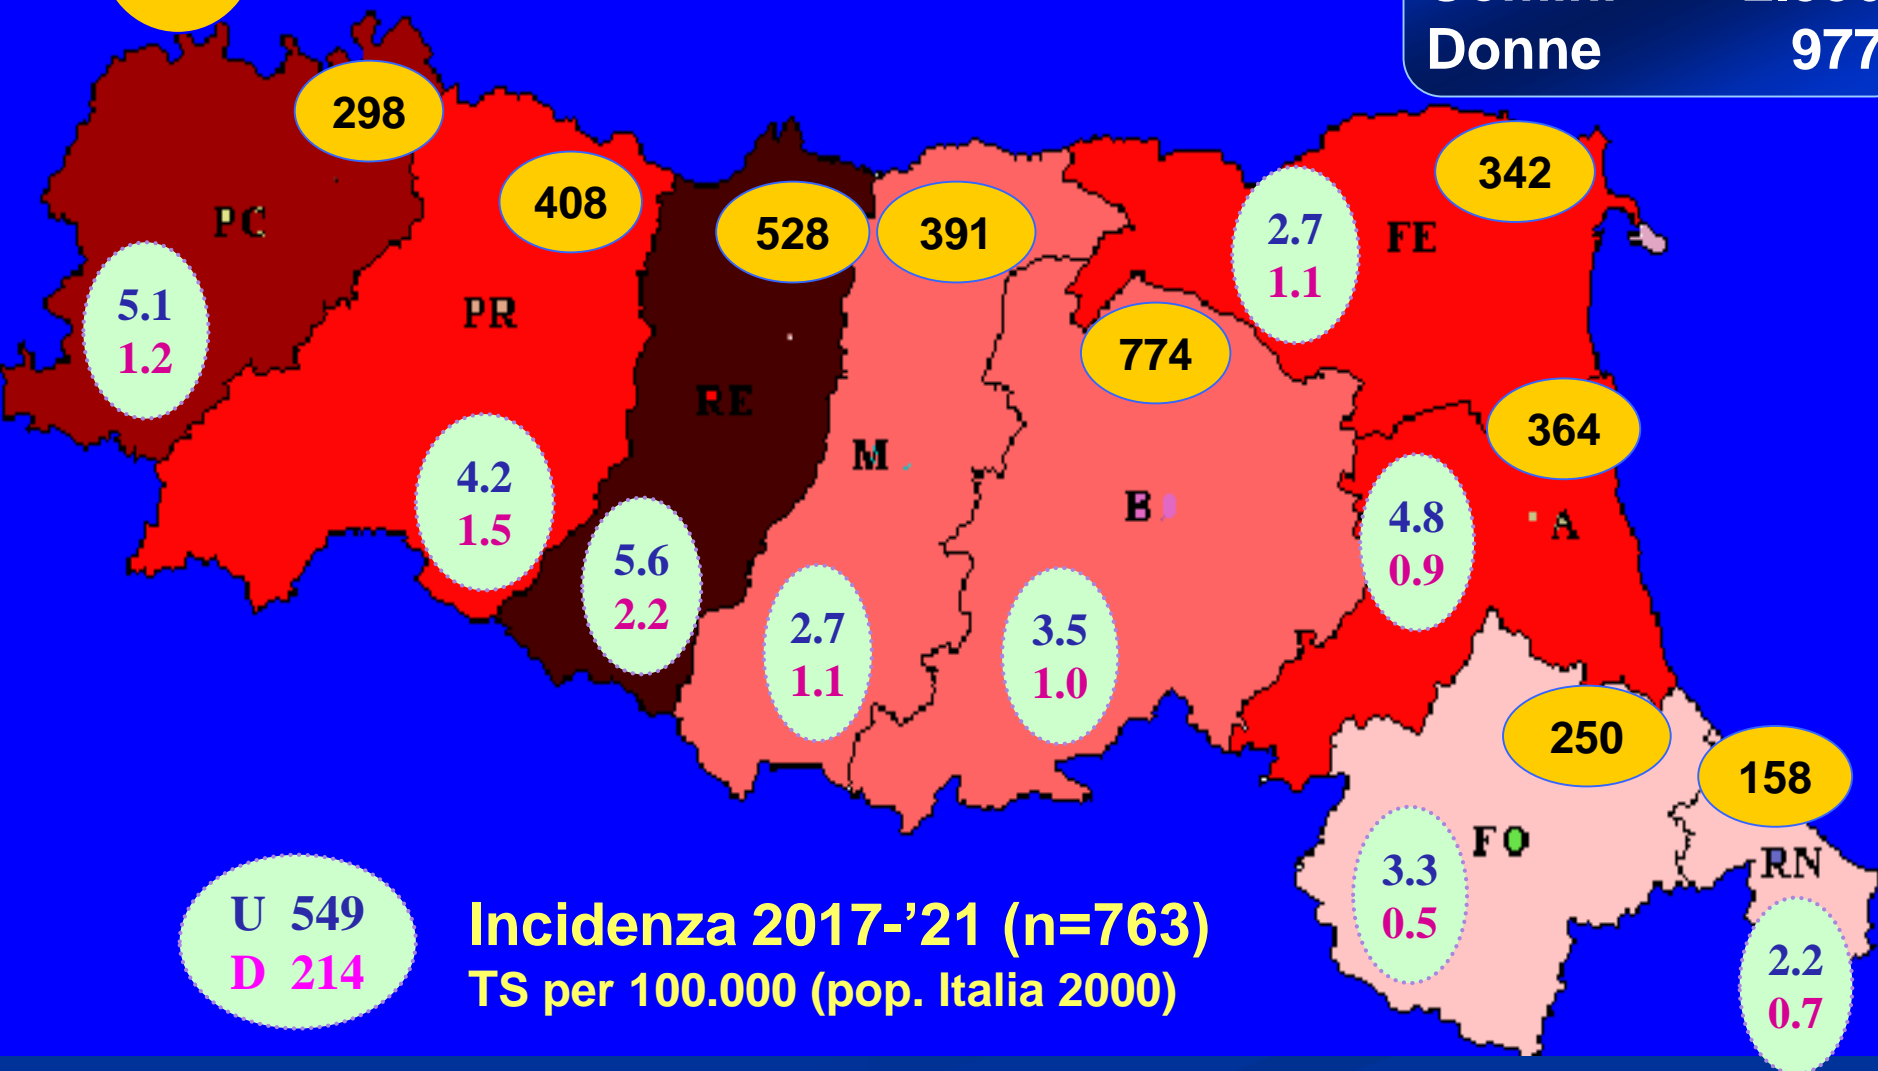 Donne 977
298
342
408
528
391
2.7
1.1
PC
FE
5.1
1.2
PR
774
RE
364
M
4.2
1.5
B
4.8
0.9
A
5.6
2.2
2.7
1.1
3.5
1.0
F
250
158
FO
RN
3.3
0.5
U 549
D 214
Incidenza 2017-’21 (n=763)
TS per 100.000 (pop. Italia 2000)
2.2
0.7